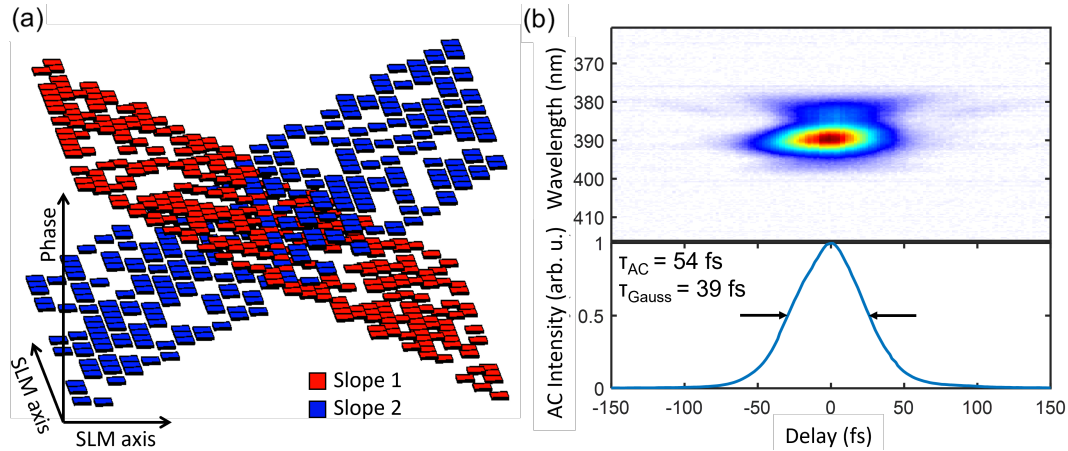 (a)
Phase
SLM axis
SLM axis
Slope 1
Slope 2
(b)
Wavelength (nm)
370
380
390
400
410
AC Intensity (arb. u.)
1
0.5
0
τAC = 54 fs
τGauss = 39 fs
-150 -100 -50 0 50 100 150
Delay (fs)